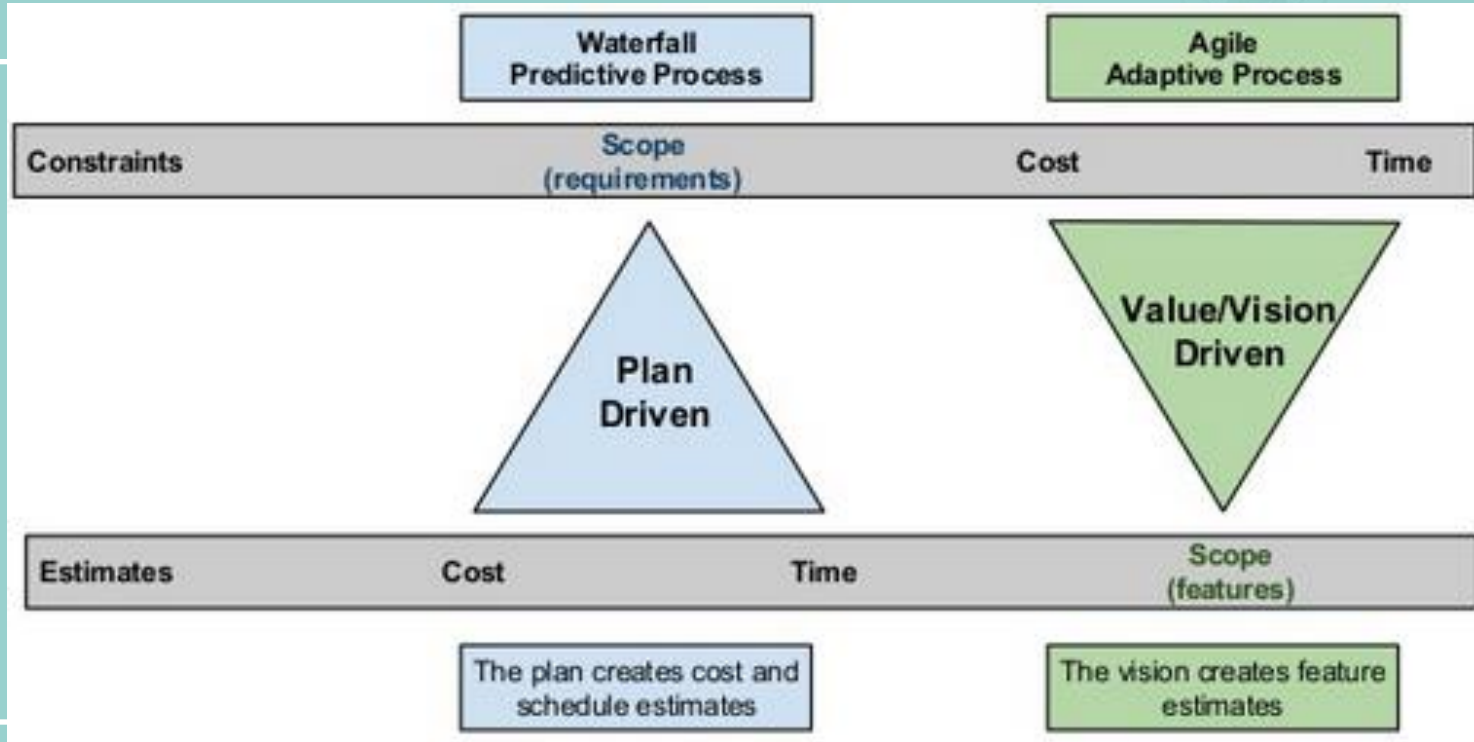 Waterfall
Predictive Process
Agile
Adaptive Process
Constraints
Scope
(requirements)
Cost
Time
Plan
Driven
Value/Vision
Driven
Estimates
Cost
Time
Scope
(features)
The plan creates cost and
schedule estimates
The vision creates feature
estimates